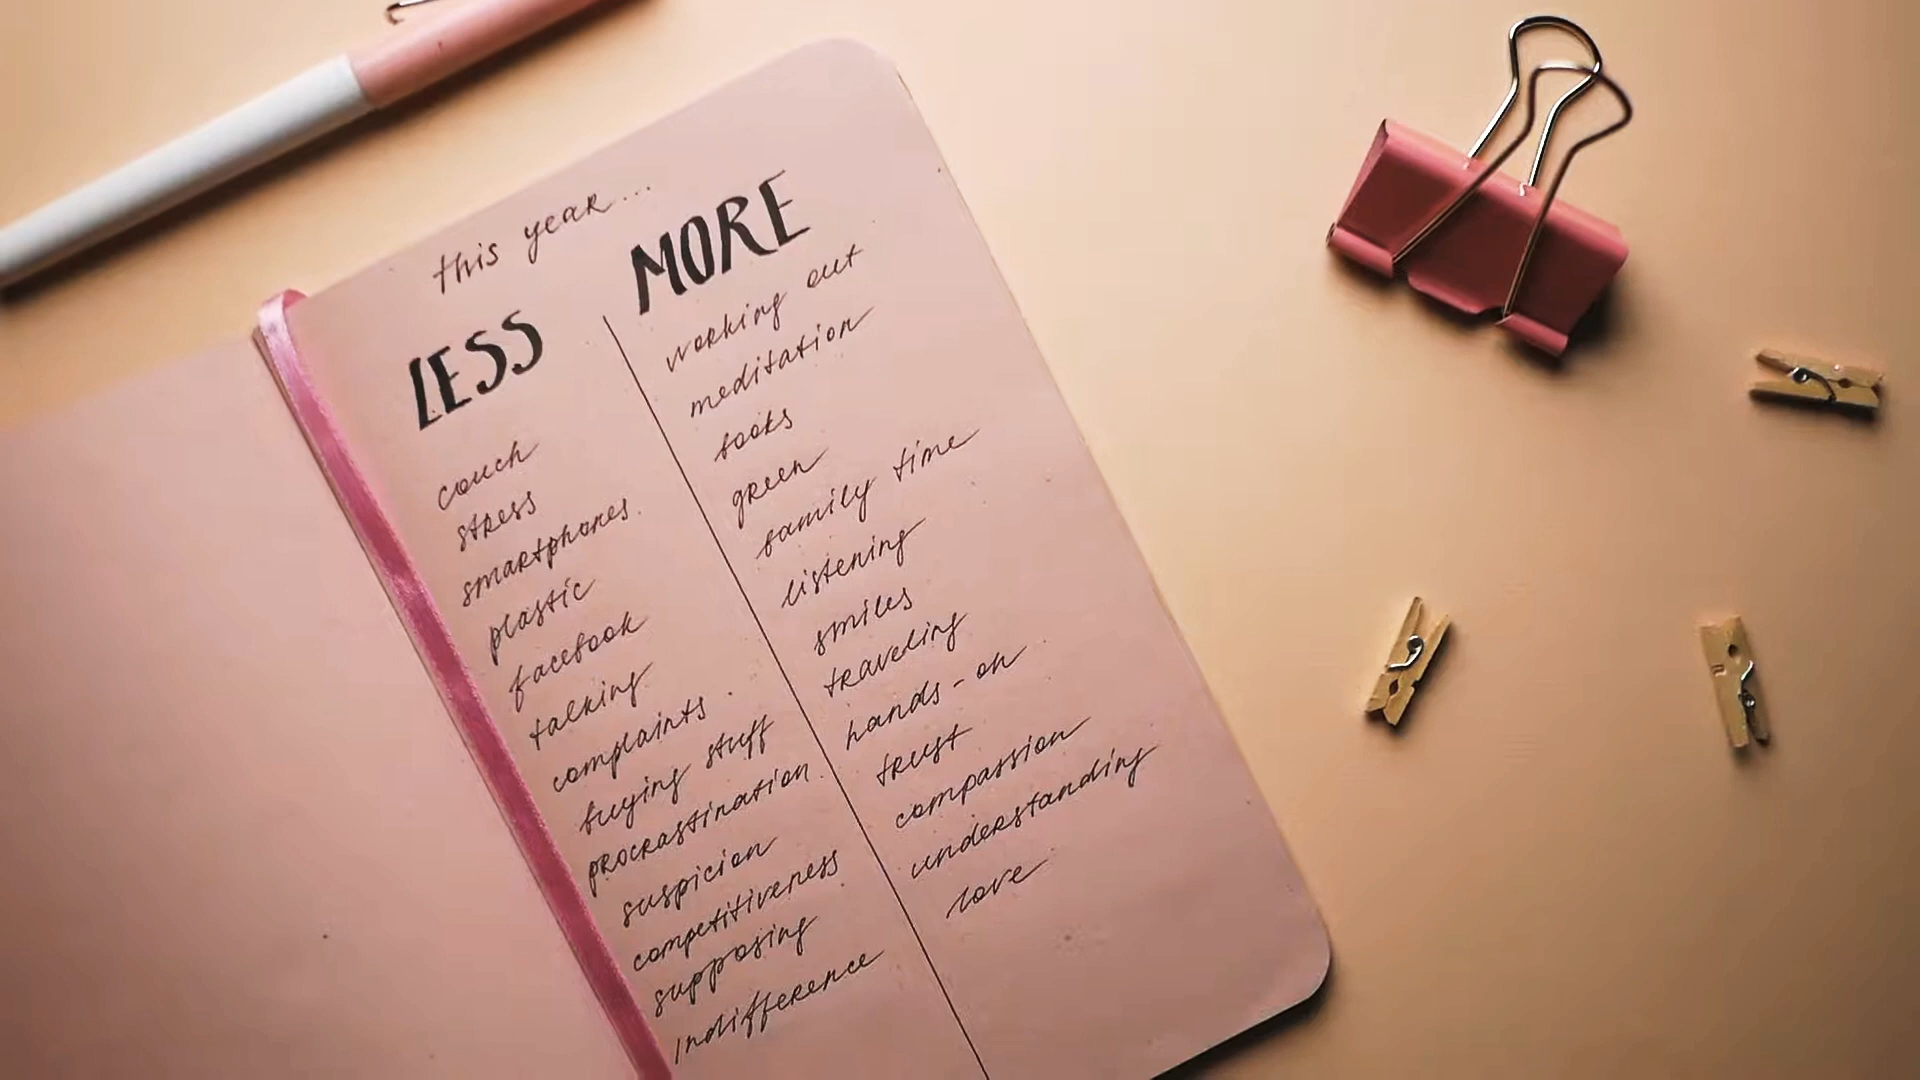 this year...
LESS
couch
stress
smartphones
plastic
facebook
talking
complaints
buying stuff
procrastination
suspicion
competitiveness
supposing
indifference
MORE
working out
meditation
books
green
family time
listening
smiles
traveling
hands-on
trust
compassion
understanding
love